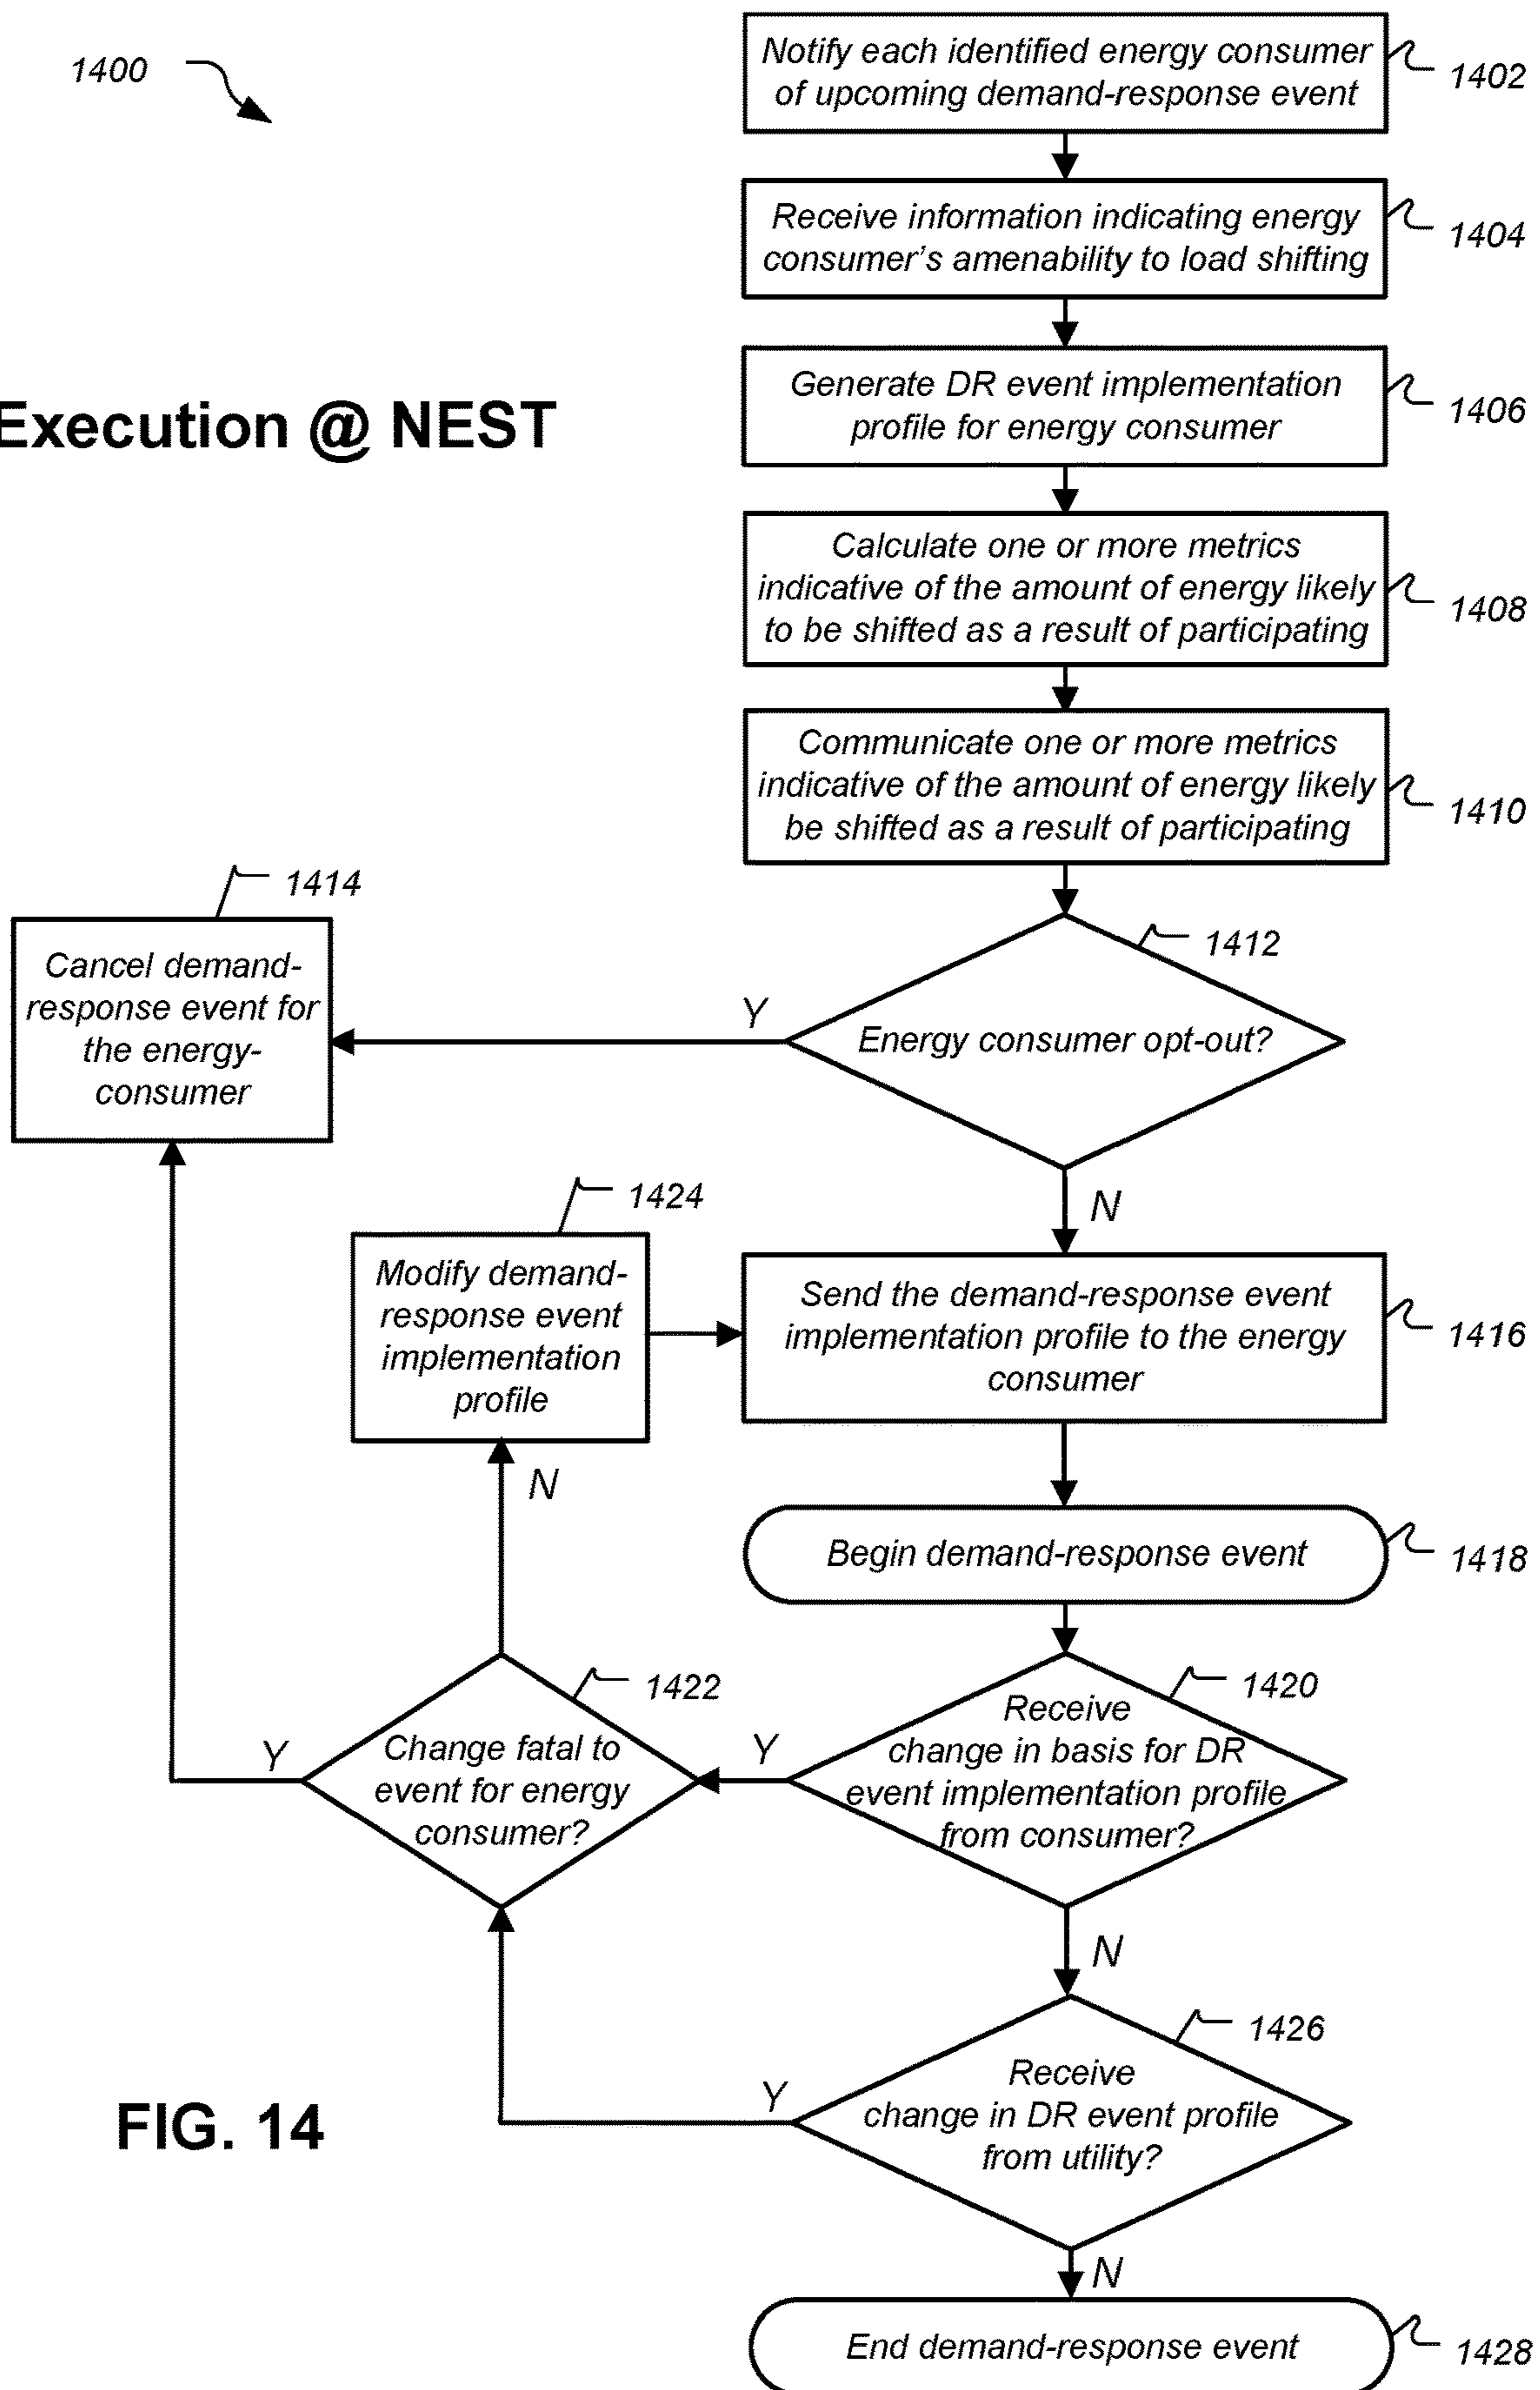 1400
Notify each identified energy consumer
of upcoming demand-response event
1402
Receive information indicating energy
consumer's amenability to load shifting
1404
Execution @ NEST
Generate DR event implementation
profile for energy consumer
1406
Calculate one or more metrics
indicative of the amount of energy likely
to be shifted as a result of participating
1408
Communicate one or more metrics
indicative of the amount of energy likely
be shifted as a result of participating
1410
1412
Energy consumer opt-out?
Y
1414
Cancel demand-
response event for
the energy-
consumer
N
1424
Modify demand-
response event
implementation
profile
Send the demand-response event
implementation profile to the energy
consumer
1416
N
Begin demand-response event
1418
1420
Receive
change in basis for DR
event implementation profile
from consumer?
Y
1422
Change fatal to
event for energy
consumer?
Y
N
1426
Receive
change in DR event profile
from utility?
Y
FIG. 14
N
End demand-response event
1428